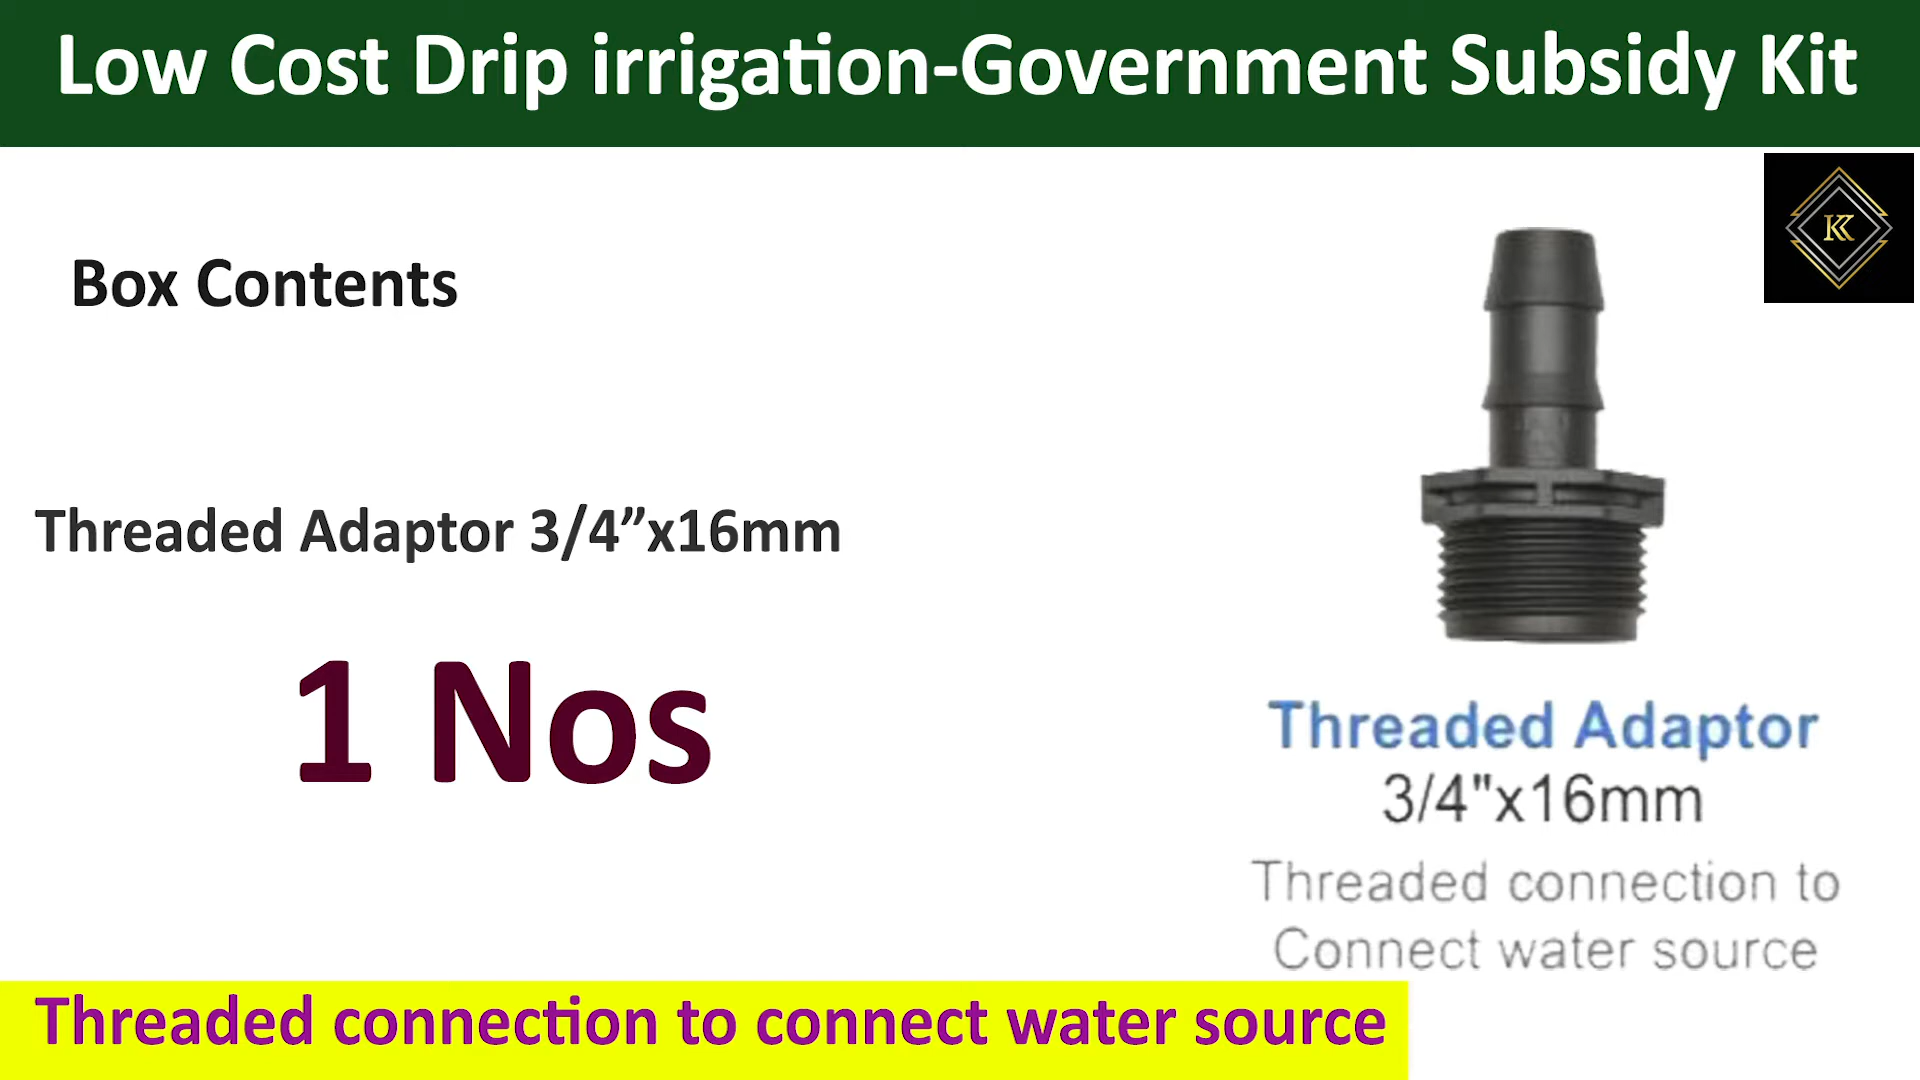 Low Cost Drip irrigation-Government Subsidy Kit
KK
Box Contents
Threaded Adaptor 3/4”x16mm
1 Nos
Threaded Adaptor
3/4"x16mm
Threaded connection to
Connect water source
Threaded connection to connect water source